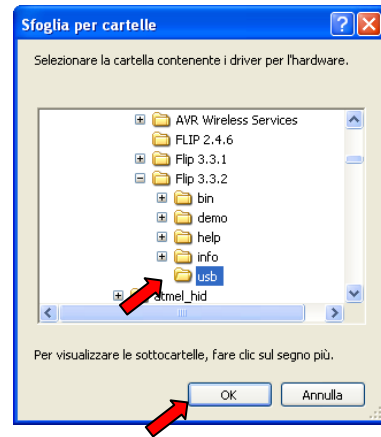 Sfoglia per cartelle
Selezionare la cartella contenente i driver per l'hardware.
AVR Wireless Services
FLIP 2.4.6
Flip 3.3.1
Flip 3.3.2
bin
demo
help
info
usb
atmel_hid
Per visualizzare le sottocartelle, fare clic sul segno più.
OK Annulla